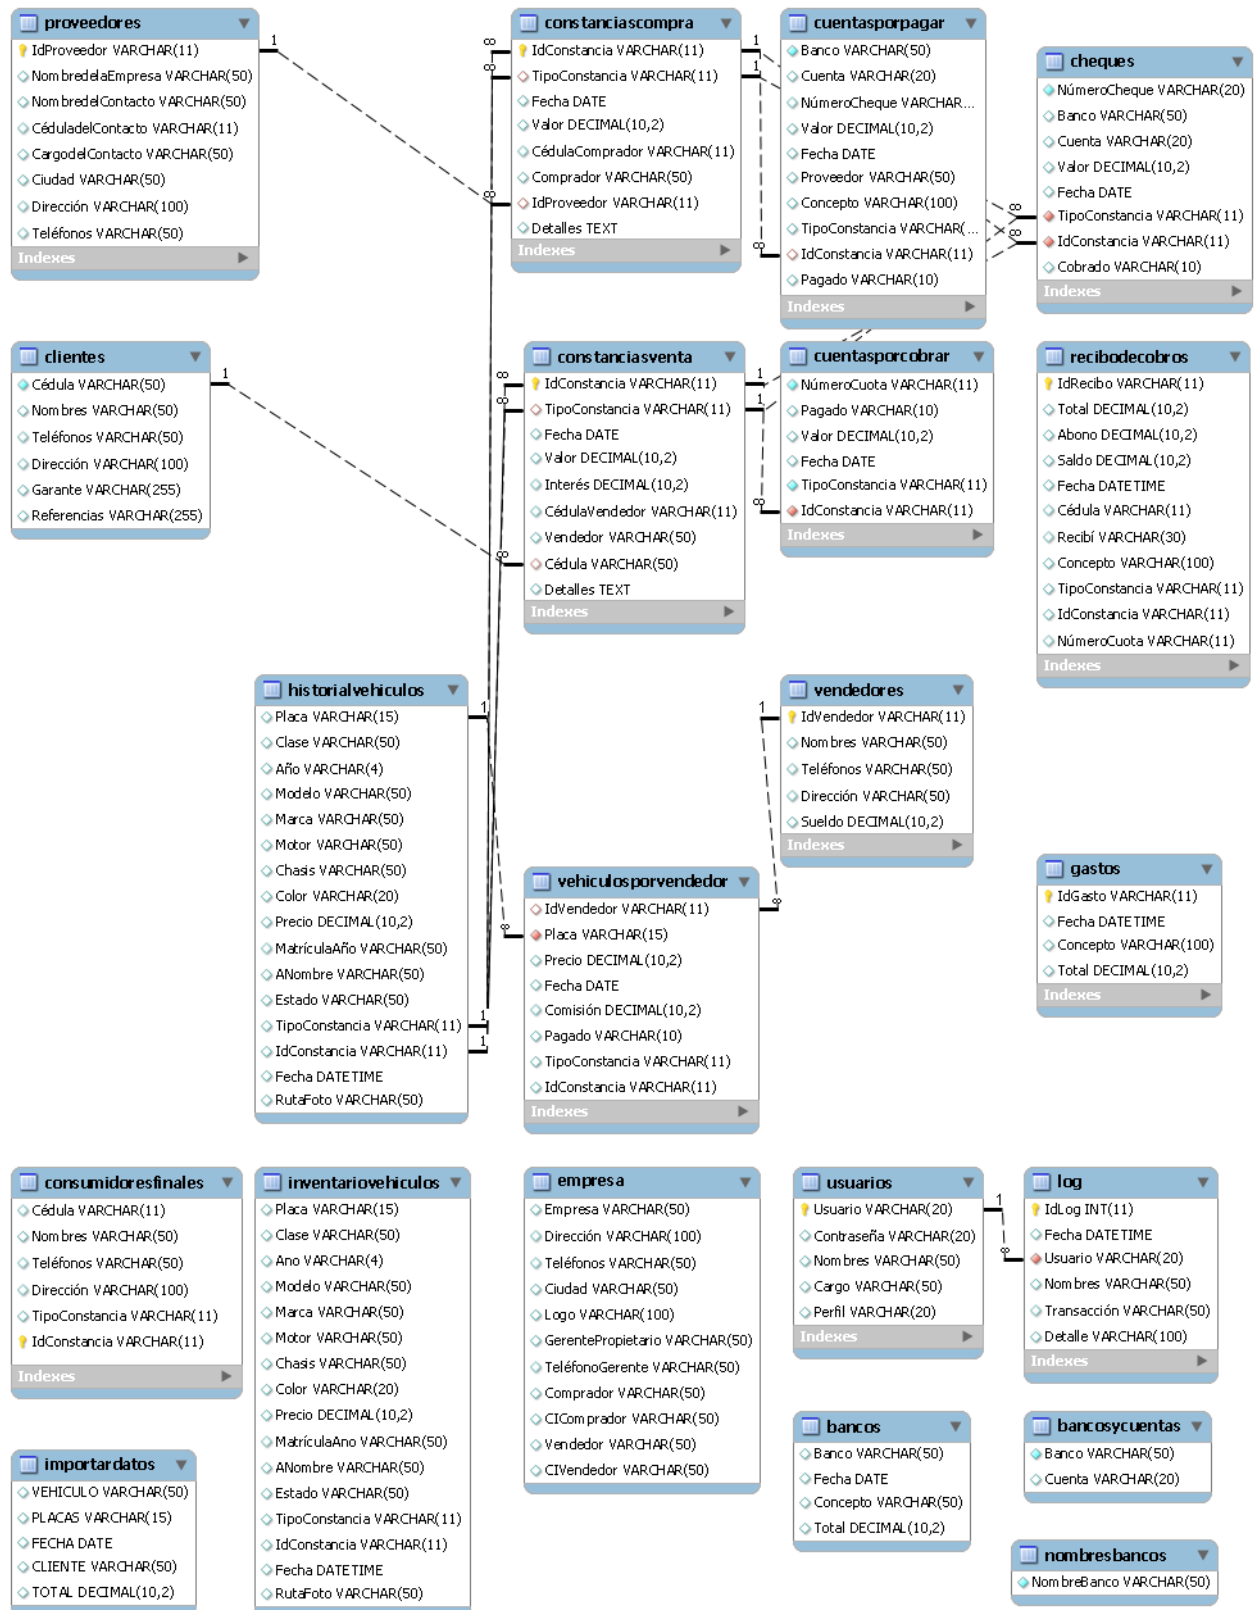 proveedores
IdProveedor VARCHAR(11)
NombredelaEmpresa VARCHAR(50)
NombredelContacto VARCHAR(50)
CéduladelContacto VARCHAR(11)
CargodelContacto VARCHAR(50)
Ciudad VARCHAR(50)
Dirección VARCHAR(100)
Teléfonos VARCHAR(50)
Indexes
1
∞
constanciascompra
IdConstancia VARCHAR(11)
TipoConstancia VARCHAR(11)
Fecha DATE
Valor DECIMAL(10,2)
CédulaComprador VARCHAR(11)
Comprador VARCHAR(50)
IdProveedor VARCHAR(11)
Detalles TEXT
Indexes
∞
∞
1
1
∞
cuentasporpagar
Banco VARCHAR(50)
Cuenta VARCHAR(20)
NúmeroCheque VARCHAR...
Valor DECIMAL(10,2)
Fecha DATE
Proveedor VARCHAR(50)
Concepto VARCHAR(100)
TipoConstancia VARCHAR(...
IdConstancia VARCHAR(11)
Pagado VARCHAR(10)
Indexes
cheques
NúmeroCheque VARCHAR(20)
Banco VARCHAR(50)
Cuenta VARCHAR(20)
Valor DECIMAL(10,2)
Fecha DATE
TipoConstancia VARCHAR(11)
IdConstancia VARCHAR(11)
Cobrado VARCHAR(10)
Indexes
∞
∞
clientes
Cédula VARCHAR(50)
Nombres VARCHAR(50)
Teléfonos VARCHAR(50)
Dirección VARCHAR(100)
Garante VARCHAR(255)
Referencias VARCHAR(255)
1
∞
constanciasventa
IdConstancia VARCHAR(11)
TipoConstancia VARCHAR(11)
Fecha DATE
Valor DECIMAL(10,2)
Interés DECIMAL(10,2)
CédulaVendedor VARCHAR(11)
Vendedor VARCHAR(50)
Cédula VARCHAR(50)
Detalles TEXT
Indexes
∞
∞
1
1
∞
cuentasporcobrar
NúmeroCuota VARCHAR(11)
Pagado VARCHAR(10)
Valor DECIMAL(10,2)
Fecha DATE
TipoConstancia VARCHAR(11)
IdConstancia VARCHAR(11)
Indexes
recibodecobros
IdRecibo VARCHAR(11)
Total DECIMAL(10,2)
Abono DECIMAL(10,2)
Saldo DECIMAL(10,2)
Fecha DATETIME
Cédula VARCHAR(11)
Recibí VARCHAR(30)
Concepto VARCHAR(100)
TipoConstancia VARCHAR(11)
IdConstancia VARCHAR(11)
NúmeroCuota VARCHAR(11)
Indexes
historialvehiculos
Placa VARCHAR(15)
Clase VARCHAR(50)
Año VARCHAR(4)
Modelo VARCHAR(50)
Marca VARCHAR(50)
Motor VARCHAR(50)
Chasis VARCHAR(50)
Color VARCHAR(20)
Precio DECIMAL(10,2)
MatrículaAño VARCHAR(50)
ANombre VARCHAR(50)
Estado VARCHAR(50)
TipoConstancia VARCHAR(11)
IdConstancia VARCHAR(11)
Fecha DATETIME
RutaFoto VARCHAR(50)
1
1
1
∞
vehiculosporvendedor
IdVendedor VARCHAR(11)
Placa VARCHAR(15)
Precio DECIMAL(10,2)
Fecha DATE
Comisión DECIMAL(10,2)
Pagado VARCHAR(10)
TipoConstancia VARCHAR(11)
IdConstancia VARCHAR(11)
Indexes
1
∞
vendedores
IdVendedor VARCHAR(11)
Nombres VARCHAR(50)
Teléfonos VARCHAR(50)
Dirección VARCHAR(50)
Sueldo DECIMAL(10,2)
Indexes
gastos
IdGasto VARCHAR(11)
Fecha DATETIME
Concepto VARCHAR(100)
Total DECIMAL(10,2)
Indexes
consumidoresfinales
Cédula VARCHAR(11)
Nombres VARCHAR(50)
Teléfonos VARCHAR(50)
Dirección VARCHAR(100)
TipoConstancia VARCHAR(11)
IdConstancia VARCHAR(11)
Indexes
inventariovehiculos
Placa VARCHAR(15)
Clase VARCHAR(50)
Ano VARCHAR(4)
Modelo VARCHAR(50)
Marca VARCHAR(50)
Motor VARCHAR(50)
Chasis VARCHAR(50)
Color VARCHAR(20)
Precio DECIMAL(10,2)
MatrículaAno VARCHAR(50)
ANombre VARCHAR(50)
Estado VARCHAR(50)
TipoConstancia VARCHAR(11)
IdConstancia VARCHAR(11)
Fecha DATETIME
RutaFoto VARCHAR(50)
empresa
Empresa VARCHAR(50)
Dirección VARCHAR(100)
Teléfonos VARCHAR(50)
Ciudad VARCHAR(50)
Logo VARCHAR(100)
GerentePropietario VARCHAR(50)
TeléfonoGerente VARCHAR(50)
Comprador VARCHAR(50)
CIComprador VARCHAR(50)
Vendedor VARCHAR(50)
CIVendedor VARCHAR(50)
usuarios
Usuario VARCHAR(20)
Contraseña VARCHAR(20)
Nombres VARCHAR(50)
Cargo VARCHAR(50)
Perfil VARCHAR(20)
Indexes
1
∞
log
IdLog INT(11)
Fecha DATETIME
Usuario VARCHAR(20)
Nombres VARCHAR(50)
Transacción VARCHAR(50)
Detalle VARCHAR(100)
Indexes
importardatos
VEHICULO VARCHAR(50)
PLACAS VARCHAR(15)
FECHA DATE
CLIENTE VARCHAR(50)
TOTAL DECIMAL(10,2)
bancos
Banco VARCHAR(50)
Fecha DATE
Concepto VARCHAR(50)
Total DECIMAL(10,2)
bancosycuentas
Banco VARCHAR(50)
Cuenta VARCHAR(20)
nombresbancos
NombreBanco VARCHAR(50)